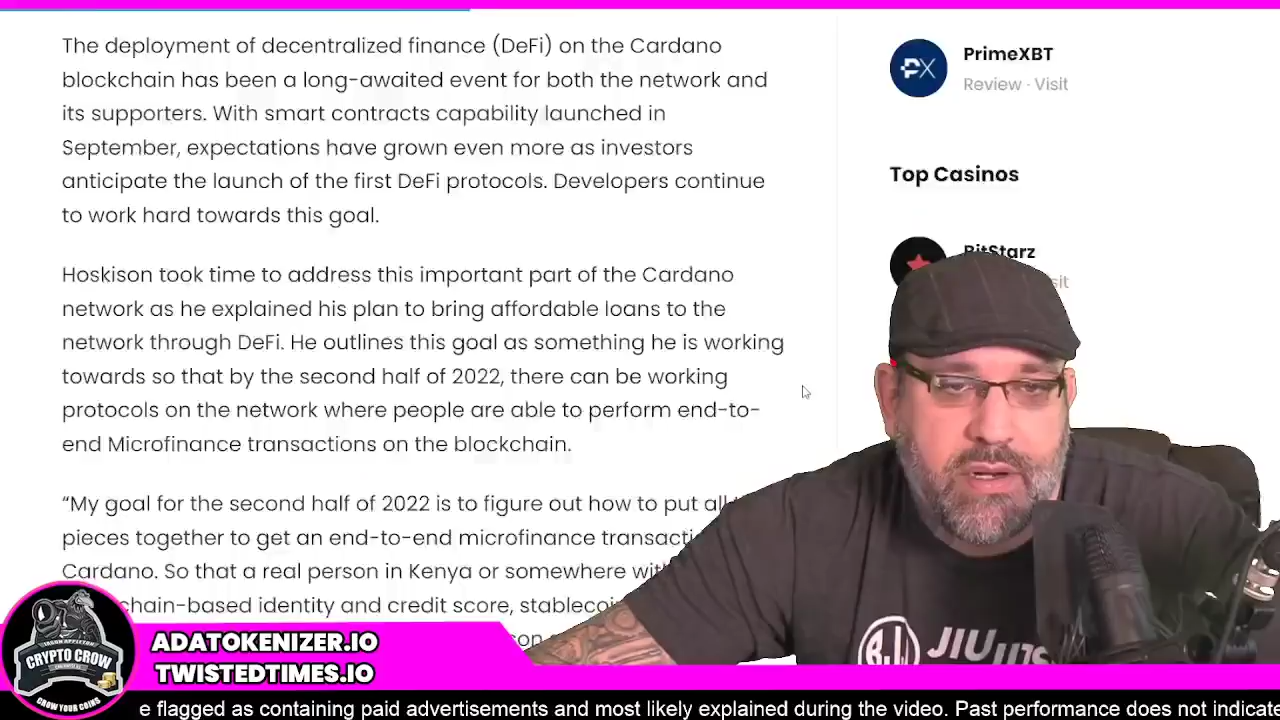 The deployment of decentralized finance (DeFi) on the Cardano
blockchain has been a long-awaited event for both the network and
its supporters. With smart contracts capability launched in
September, expectations have grown even more as investors
anticipate the launch of the first DeFi protocols. Developers continue
to work hard towards this goal.
Hoskison took time to address this important part of the Cardano
network as he explained his plan to bring affordable loans to the
network through DeFi. He outlines this goal as something he is working
towards so that by the second half of 2022, there can be working
protocols on the network where people are able to perform end-to-
end Microfinance transactions on the blockchain.
“My goal for the second half of 2022 is to figure out how to put all
pieces together to get an end-to-end microfinance
Cardano. So that a real person in Kenya or somewhere
-based identity and credit score,
PX
PrimeXBT
Review · Visit
Top Casinos
BitStarz
B.J.
JIU
CRYPTO CROW
CROW YOUR COINS
ADATOKENIZER.IO
TWISTEDTIMES.IO
e flagged as containing paid advertisements and most likely explained during the video. Past performance does not indicate